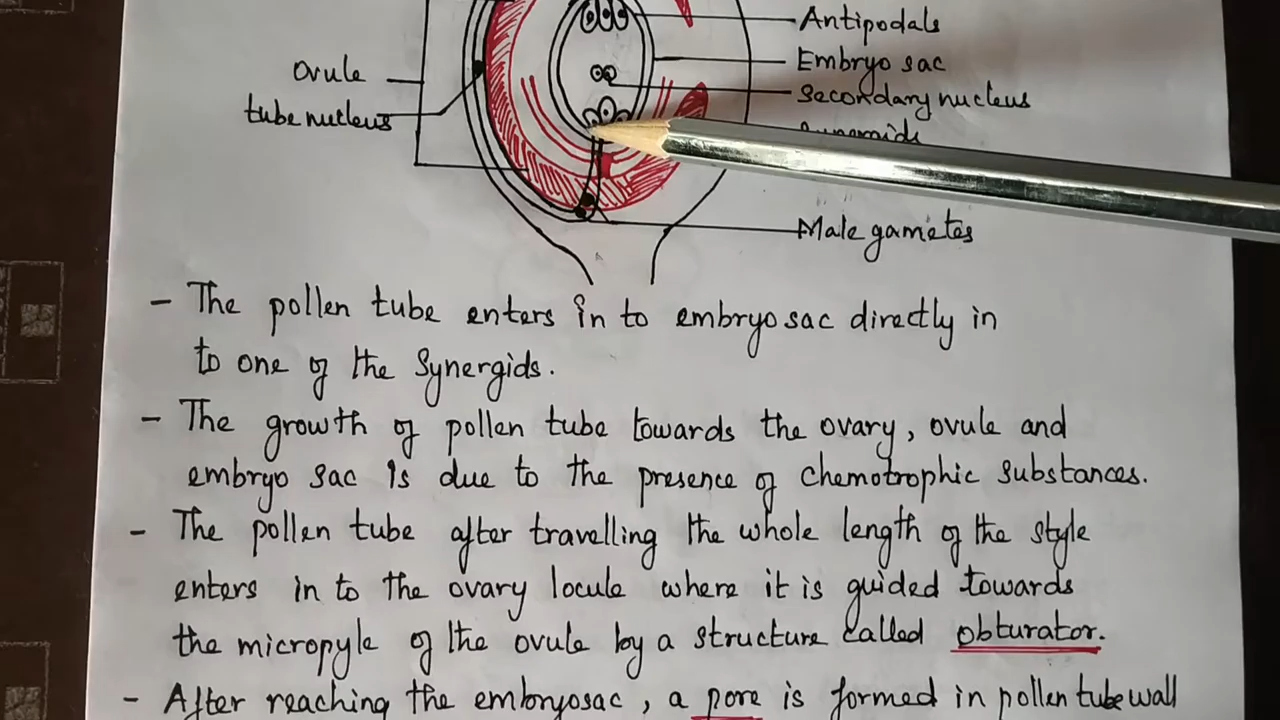 Antipodals
Embryo sac
Ovule
Secondary nucleus
tube nucleus
Male gametes
- The pollen tube enters in to embryo sac directly in
to one of the Synergids.
- The growth of pollen tube towards the ovary, ovule and
embryo sac is due to the presence of chemotrophic substances.
- The pollen tube after travelling the whole length of the style
enters in to the ovary locule where it is guided towards
the micropyle of the ovule by a structure called obturator.
- After reaching the embryosac, a pore is formed in pollen tube wall